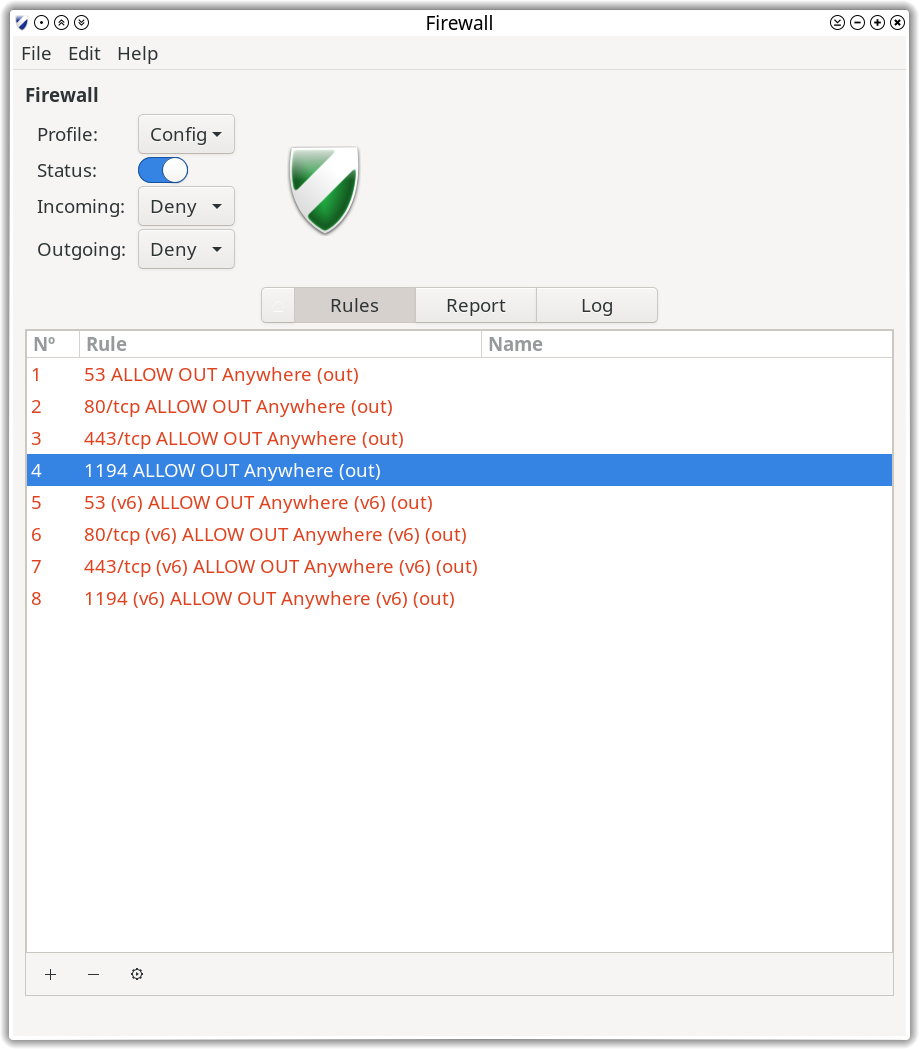 Firewall
File Edit Help
Firewall
Profile: Config
Status:
Incoming: Deny
Outgoing: Deny
Rules Report Log
Nº Rule Name
1 53 ALLOW OUT Anywhere (out)
2 80/tcp ALLOW OUT Anywhere (out)
3 443/tcp ALLOW OUT Anywhere (out)
4 1194 ALLOW OUT Anywhere (out)
5 53 (v6) ALLOW OUT Anywhere (v6) (out)
6 80/tcp (v6) ALLOW OUT Anywhere (v6) (out)
7 443/tcp (v6) ALLOW OUT Anywhere (v6) (out)
8 1194 (v6) ALLOW OUT Anywhere (v6) (out)